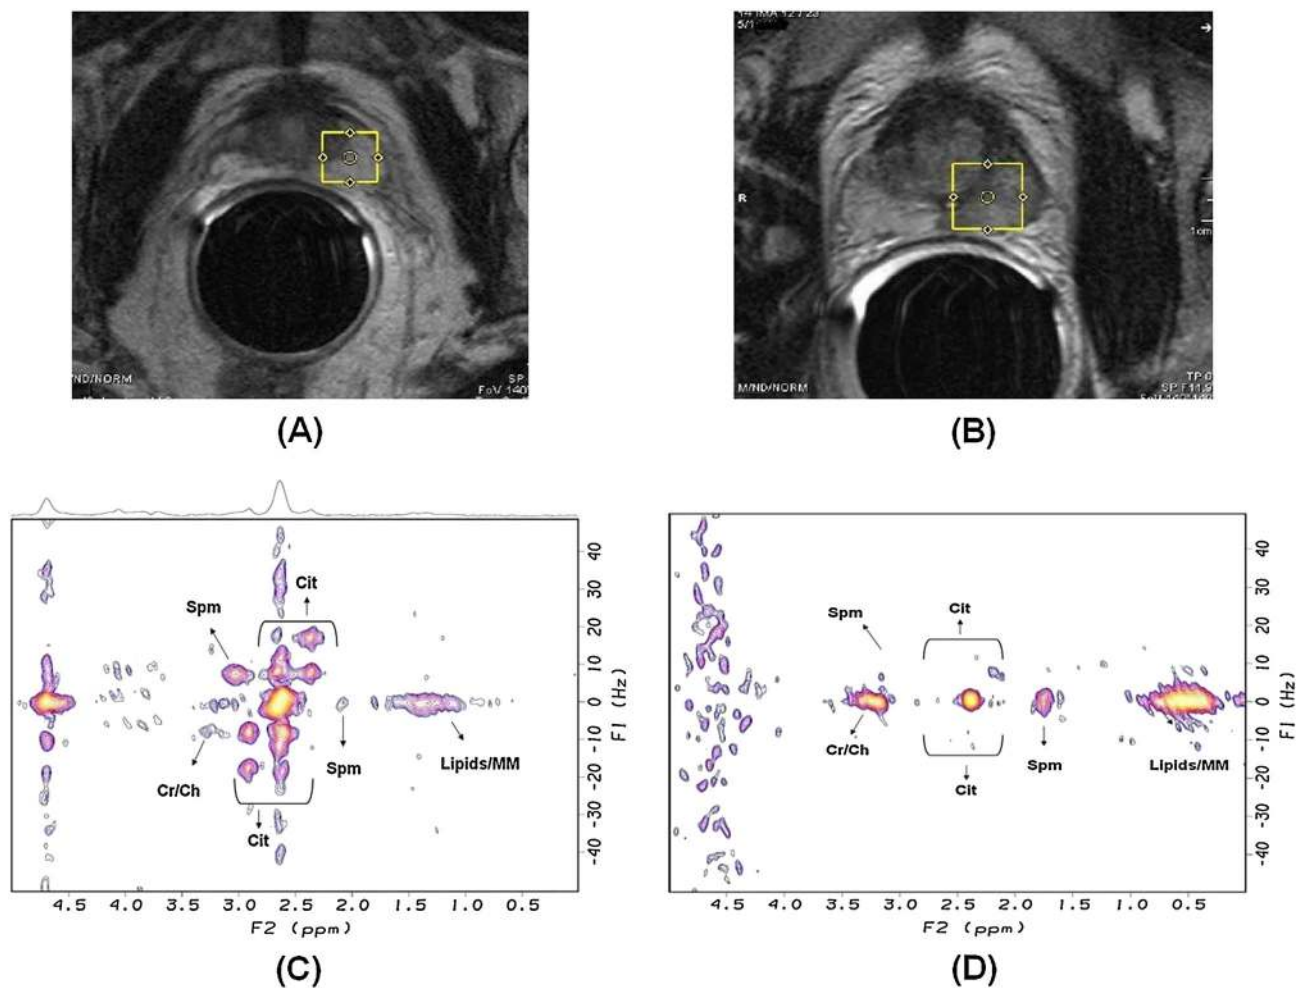 5/1
R
1cm
/ND/NORM
SP
FoV 140
M/ND/NORM
TP 0
SP F11.9
(A)
(B)
Cit
Spm
Cr/Ch
Spm
Lipids/MM
Cit
40
30
20
10
0
-10
-20
-30
-40
F1 (Hz)
4.5 4.0 3.5 3.0 2.5 2.0 1.5 1.0 0.5
F2 (ppm)
(C)
Cit
Spm
Cr/Ch
Spm
Lipids/MM
Cit
40
30
20
10
0
-10
-20
-30
-40
F1 (Hz)
4.5 4.0 3.5 3.0 2.5 2.0 1.5 1.0 0.5
F2 (ppm)
(D)